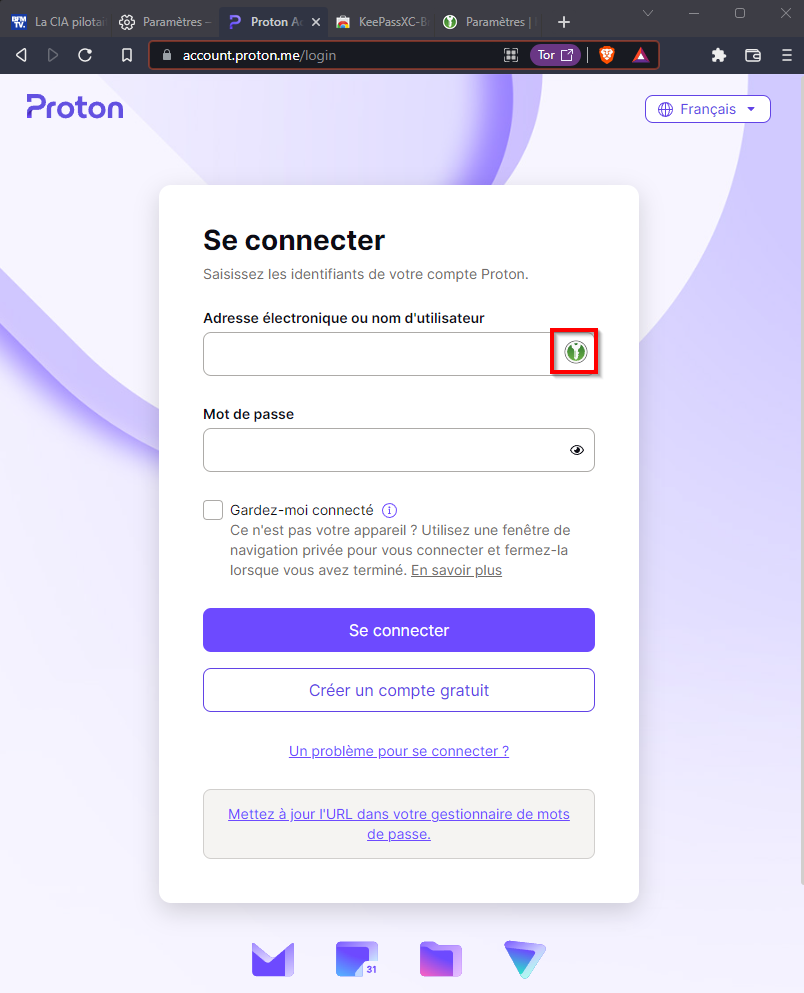 BFM TV. La CIA pilotai
Paramètres –
Proton Ac
KeePassXC-Br
Paramètres |
account.proton.me/login
Tor
Proton
Français
Se connecter
Saisissez les identifiants de votre compte Proton.
Adresse électronique ou nom d'utilisateur
Mot de passe
Gardez-moi connecté
Ce n'est pas votre appareil ? Utilisez une fenêtre de
navigation privée pour vous connecter et fermez-la
lorsque vous avez terminé. En savoir plus
Se connecter
Créer un compte gratuit
Un problème pour se connecter ?
Mettez à jour l'URL dans votre gestionnaire de mots
de passe.
31